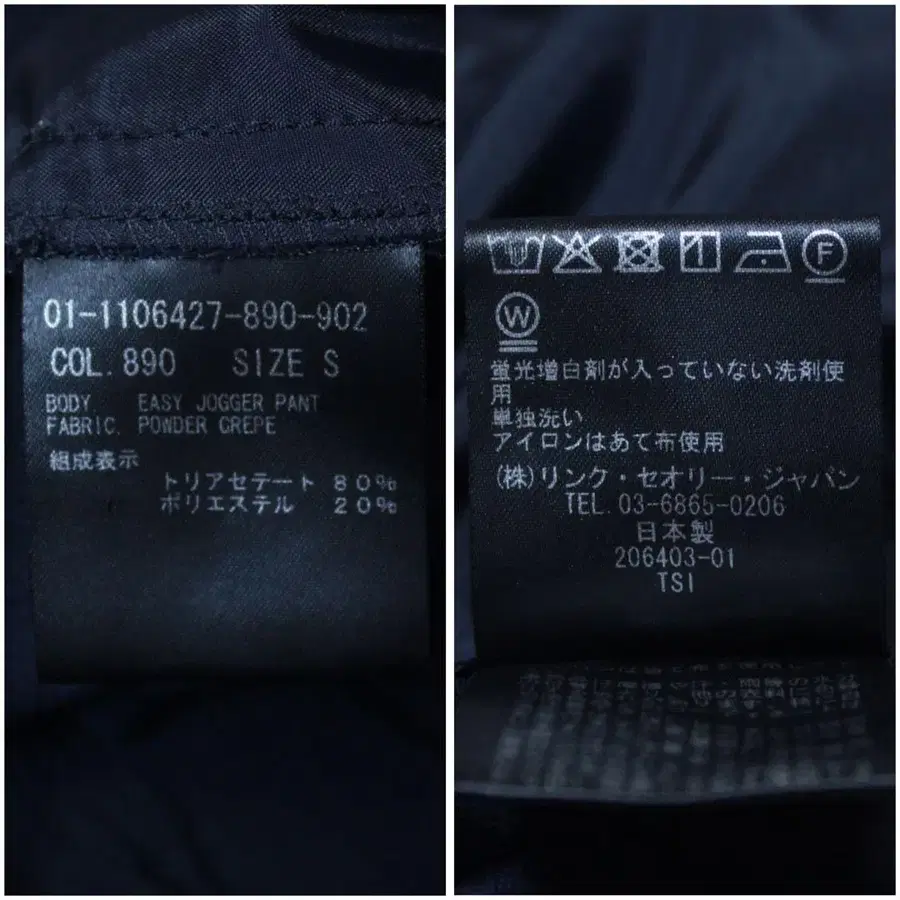 01-1106427-890-902
COL.890 SIZE S
BODY. EASY JOGGER PANT
FABRIC. POWDER CREPE
組成表示
トリアセテート 80%
ポリエステル 20%
F
W
蛍光増白剤が入っていない洗剤使
用
単独洗い
アイロンはあて布使用
(株)リンク・セオリー・ジャパン
TEL.03-6865-0206
日本製
206403-01
TSI